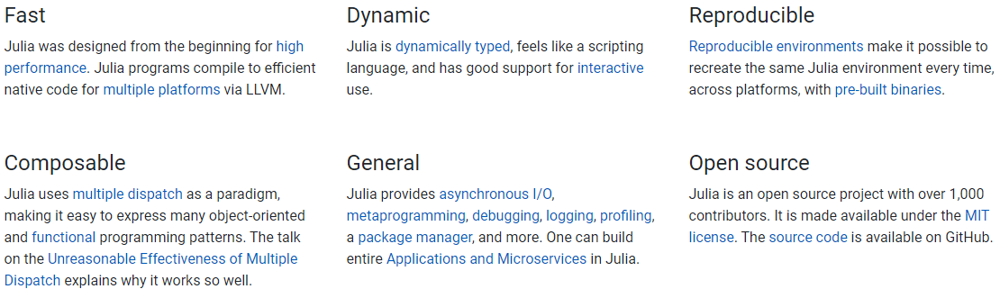 Fast
Julia was designed from the beginning for high
performance. Julia programs compile to efficient
native code for multiple platforms via LLVM.
Dynamic
Julia is dynamically typed, feels like a scripting
language, and has good support for interactive
use.
Reproducible
Reproducible environments make it possible to
recreate the same Julia environment every time,
across platforms, with pre-built binaries.
Composable
Julia uses multiple dispatch as a paradigm,
making it easy to express many object-oriented
and functional programming patterns. The talk
on the Unreasonable Effectiveness of Multiple
Dispatch explains why it works so well.
General
Julia provides asynchronous I/O,
metaprogramming, debugging, logging, profiling,
a package manager, and more. One can build
entire Applications and Microservices in Julia.
Open source
Julia is an open source project with over 1,000
contributors. It is made available under the MIT
license. The source code is available on GitHub.